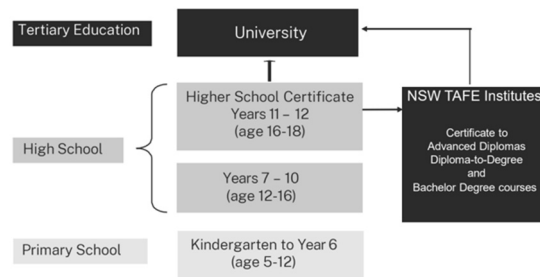 Tertiary Education
University
Higher School Certificate
Years 11 – 12
(age 16-18)
NSW TAFE Institutes
Certificate to
Advanced Diplomas
Diploma-to-Degree
and
Bachelor Degree courses
High School
Years 7 – 10
(age 12-16)
Primary School
Kindergarten to Year 6
(age 5-12)